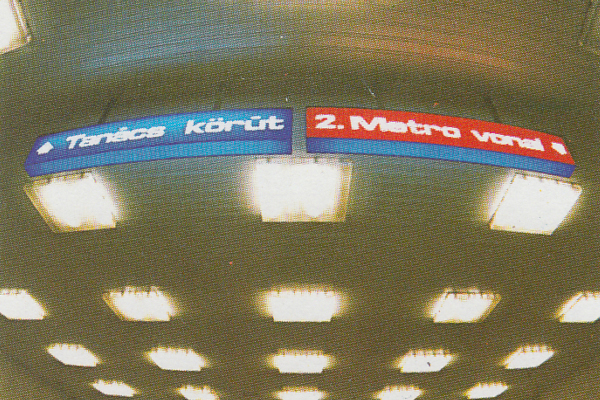 Tanács körút
2. Metro vonal